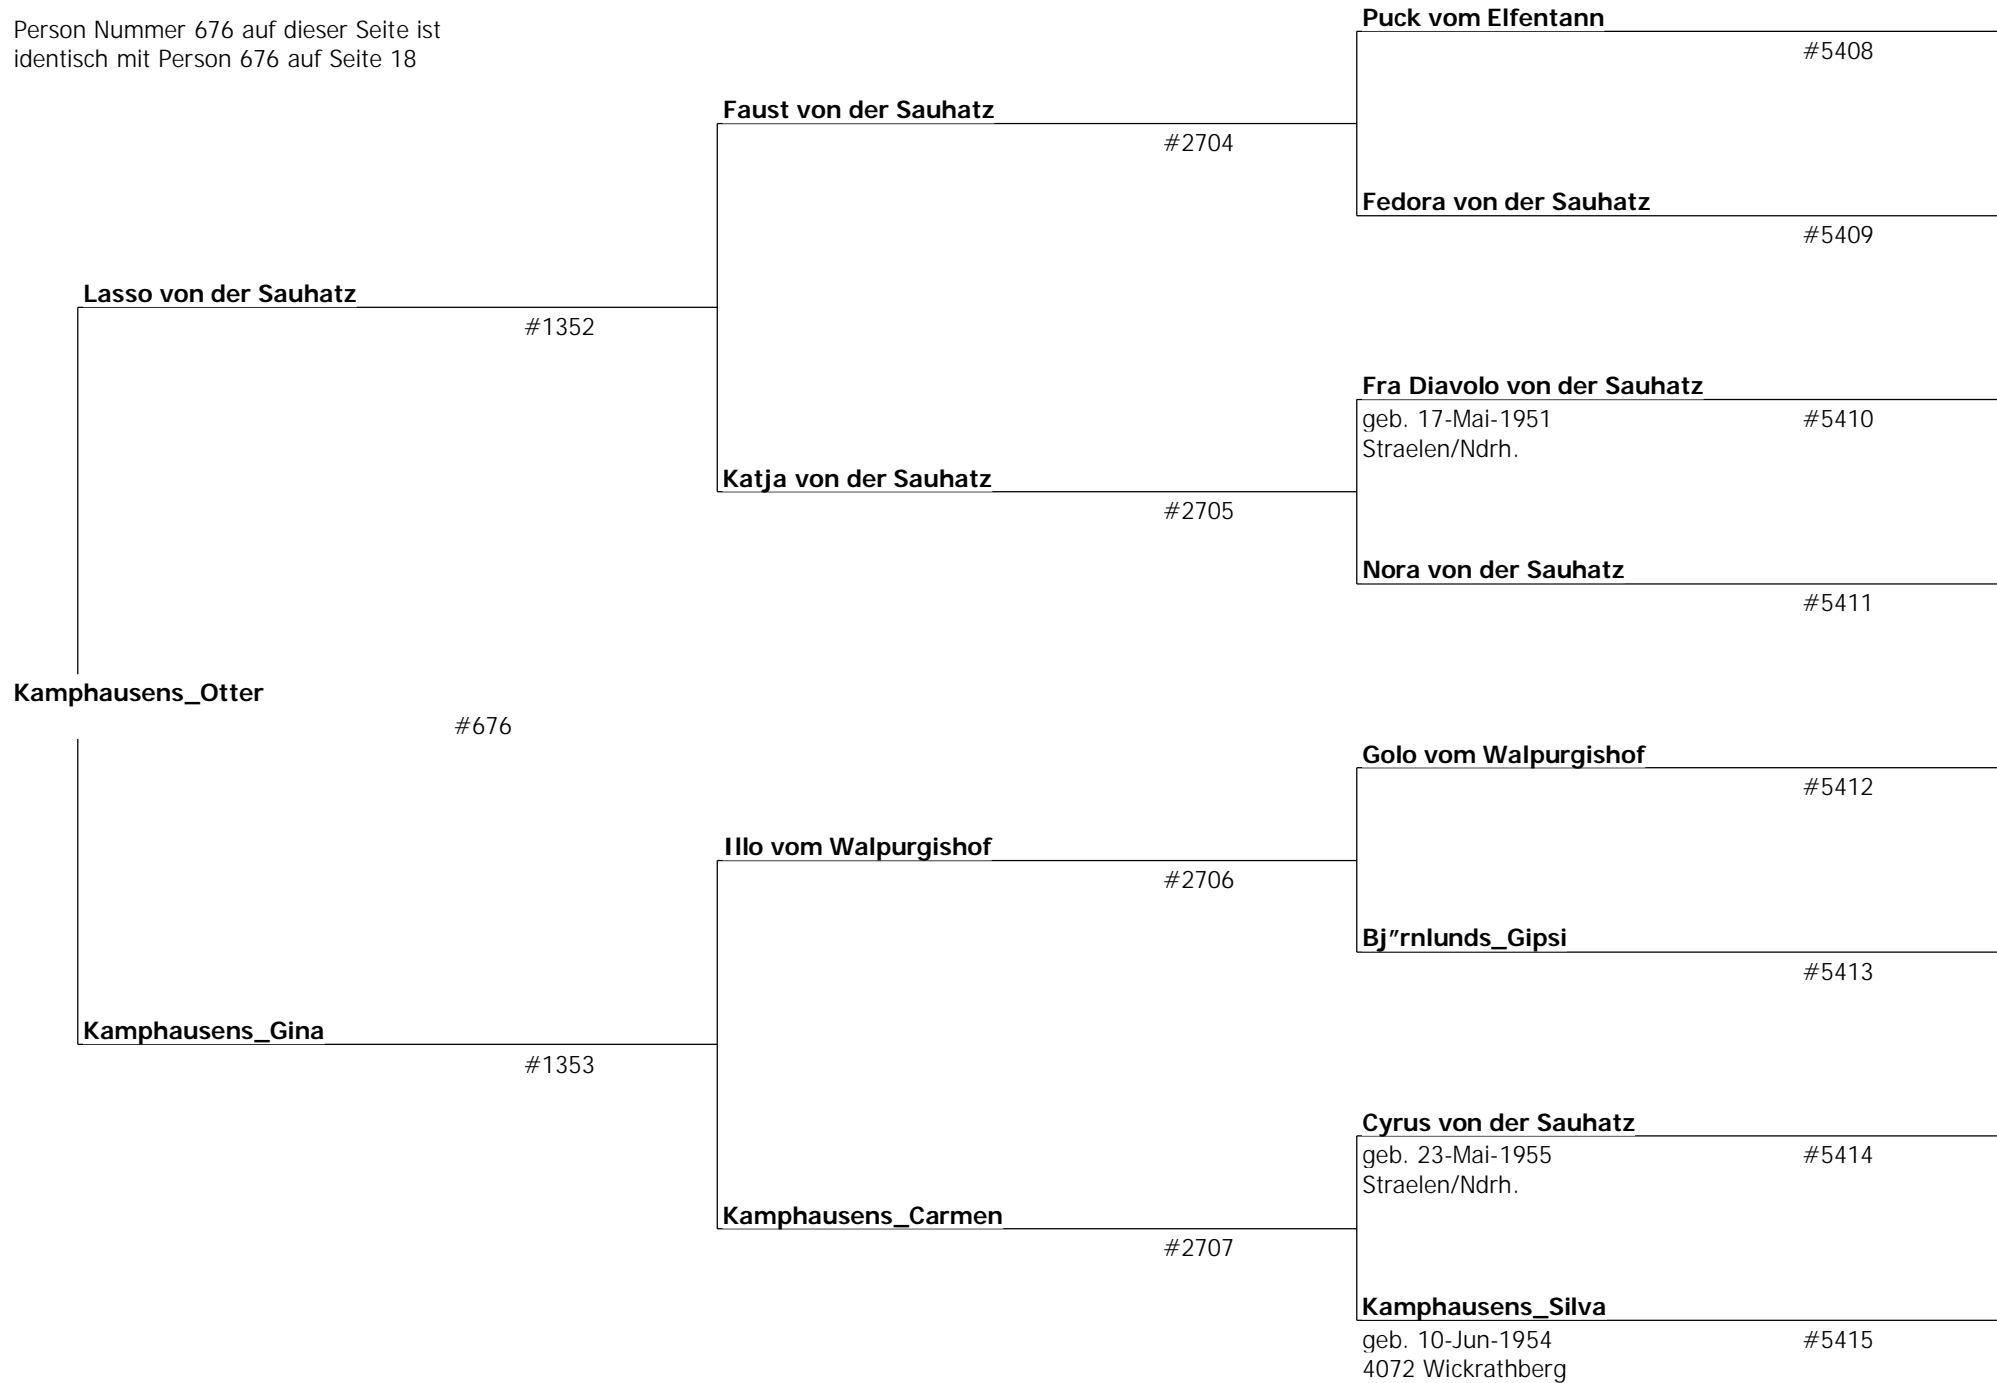 Person Nummer 676 auf dieser Seite ist
identisch mit Person 676 auf Seite 18
Puck vom Elfentann
#5408
Faust von der Sauhatz
#2704
Fedora von der Sauhatz
#5409
Lasso von der Sauhatz
#1352
Fra Diavolo von der Sauhatz
geb. 17-Mai-1951 #5410
Straelen/Ndrh.
Katja von der Sauhatz
#2705
Nora von der Sauhatz
#5411
Kamphausens_Otter
#676
Golo vom Walpurgishof
#5412
Illo vom Walpurgishof
#2706
Bj"rnlunds_Gipsi
#5413
Kamphausens_Gina
#1353
Cyrus von der Sauhatz
geb. 23-Mai-1955 #5414
Straelen/Ndrh.
Kamphausens_Carmen
#2707
Kamphausens_Silva
geb. 10-Jun-1954 #5415
4072 Wickrathberg